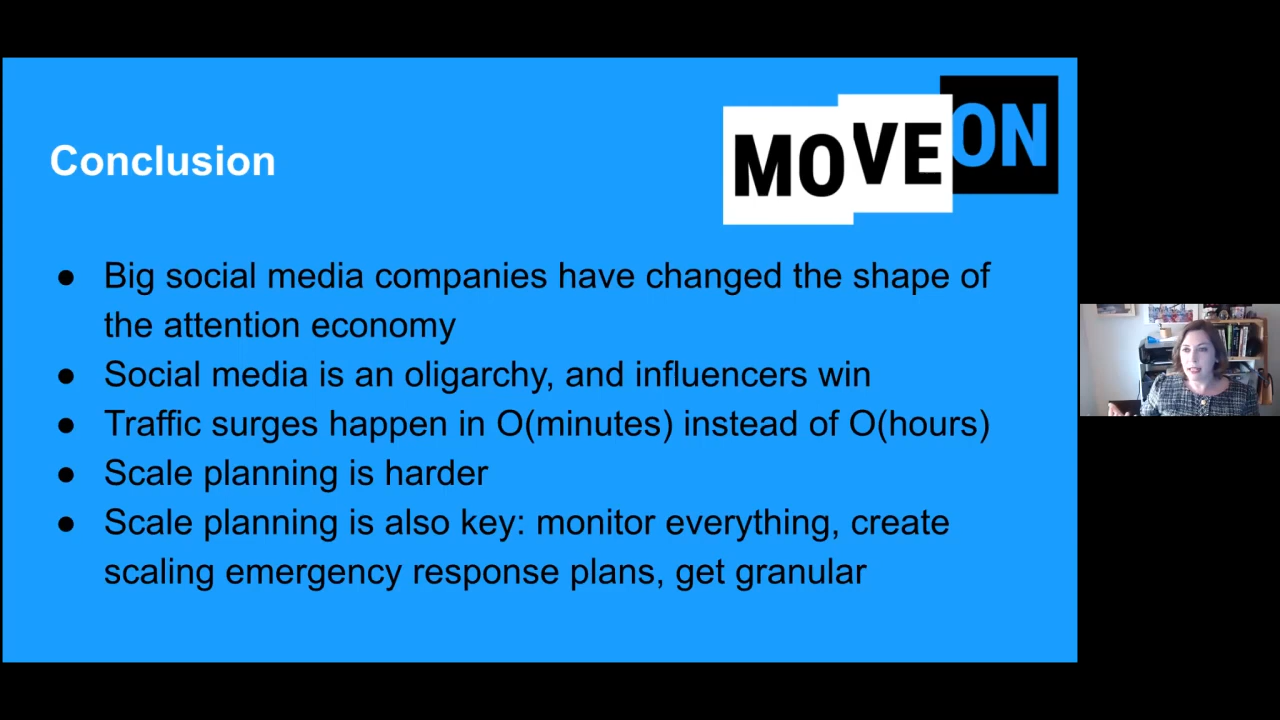 MOVEON
Conclusion
● Big social media companies have changed the shape of
the attention economy
● Social media is an oligarchy, and influencers win
● Traffic surges happen in O(minutes) instead of O(hours)
● Scale planning is harder
● Scale planning is also key: monitor everything, create
scaling emergency response plans, get granular